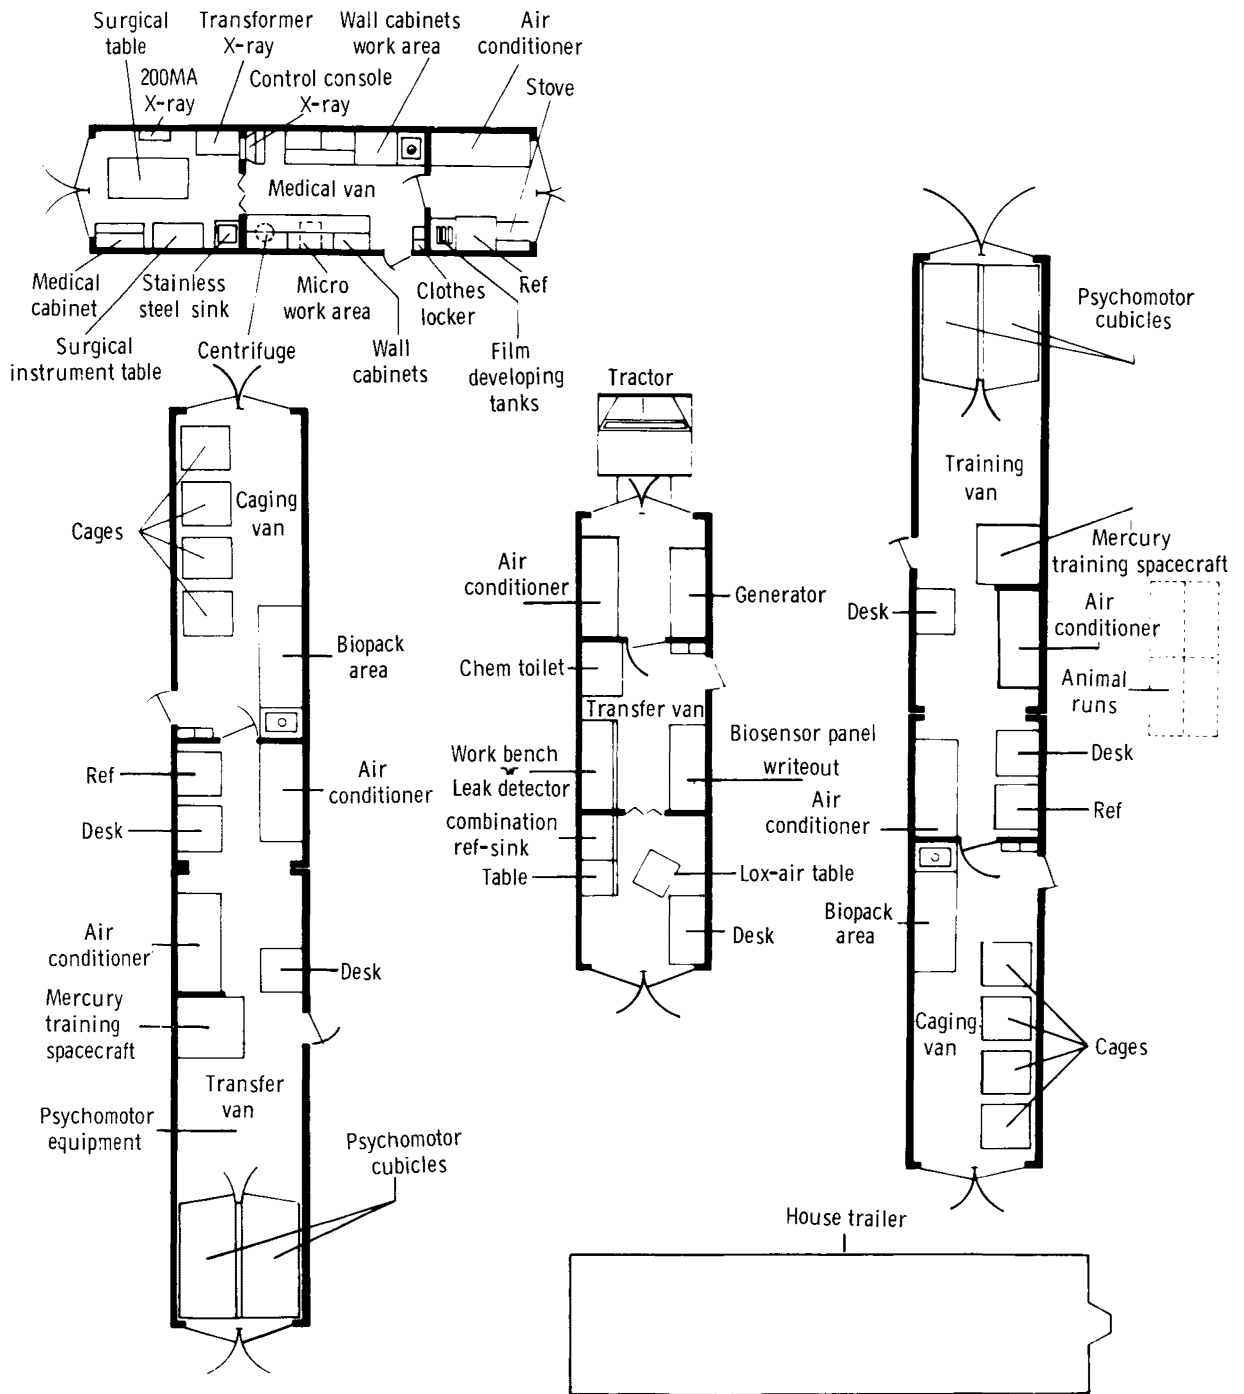 Surgical
table
Transformer
X-ray
Wall cabinets
work area
Air
conditioner
200MA
X-ray
Control console
X-ray
Stove
Medical van
Medical
cabinet
Stainless
steel sink
Micro
work area
Clothes
locker
Ref
Surgical
instrument table
Centrifuge
Wall
cabinets
Film
developing
tanks
Cages
Caging
van
Biopack
area
Ref
Desk
Air
conditioner
Air
conditioner
Desk
Mercury
training
spacecraft
Transfer
van
Psychomotor
equipment
Psychomotor
cubicles
Tractor
Air
conditioner
Generator
Chem toilet
Transfer van
Work bench
Leak detector
Biosensor panel
writeout
combination
ref-sink
Table
Lox-air table
Desk
Psychomotor
cubicles
Training
van
Mercury
training spacecraft
Desk
Air
conditioner
Animal
runs
Desk
Air
conditioner
Ref
Biopack
area
Caging
van
Cages
House trailer